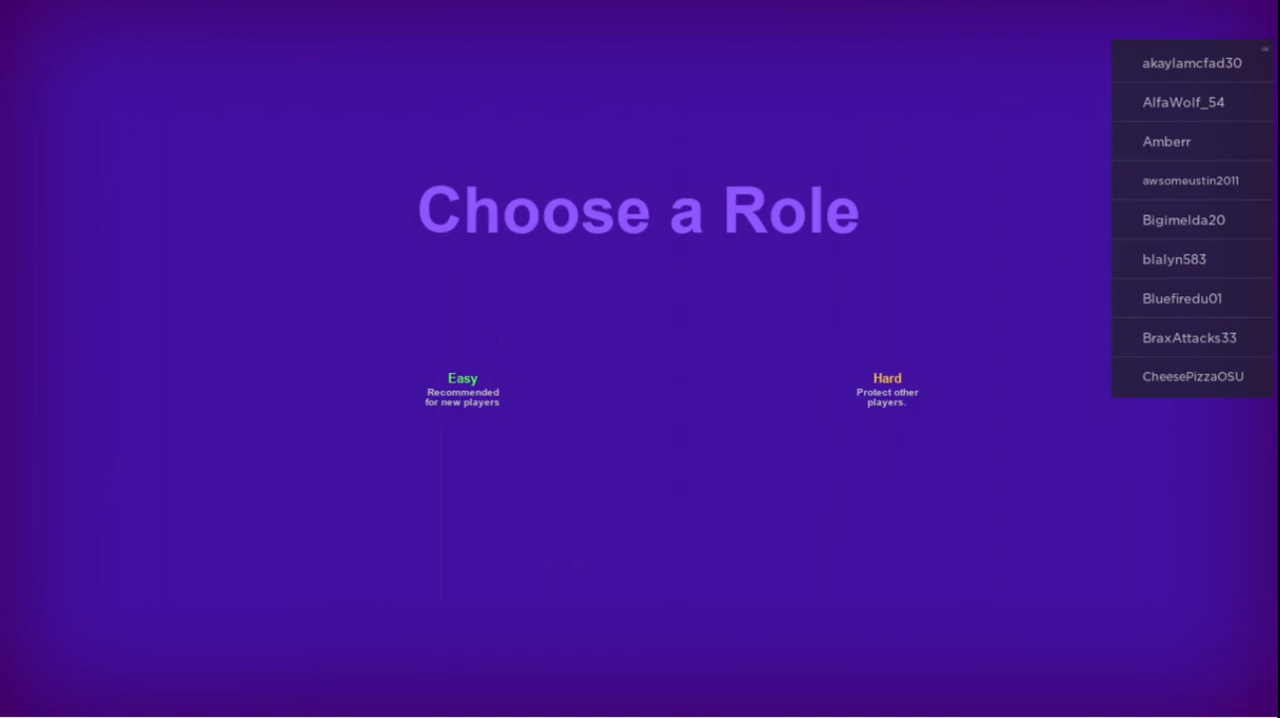 akaylamcfad30
AlfaWolf_54
Amberr
awsomeustin2011
Choose a Role
Bigimelda20
blalyn583
Bluefiredu01
BraxAttacks33
CheesePizzaOSU
Easy
Recommended
for new players
Hard
Protect other
players.